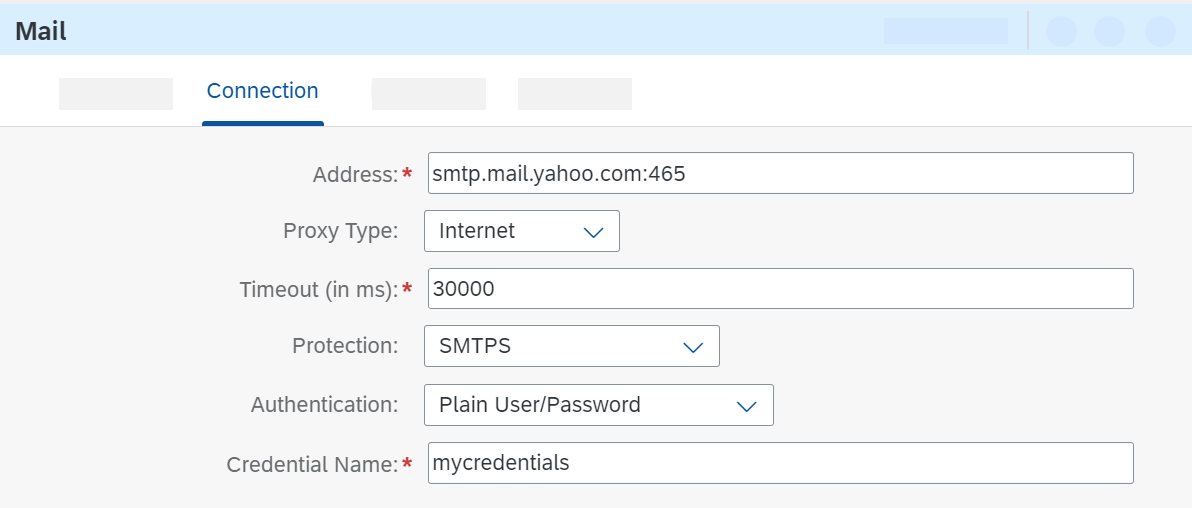 Mail
Connection
Address:* smtp.mail.yahoo.com:465
Proxy Type: Internet
Timeout (in ms):* 30000
Protection: SMTPS
Authentication: Plain User/Password
Credential Name:* mycredentials